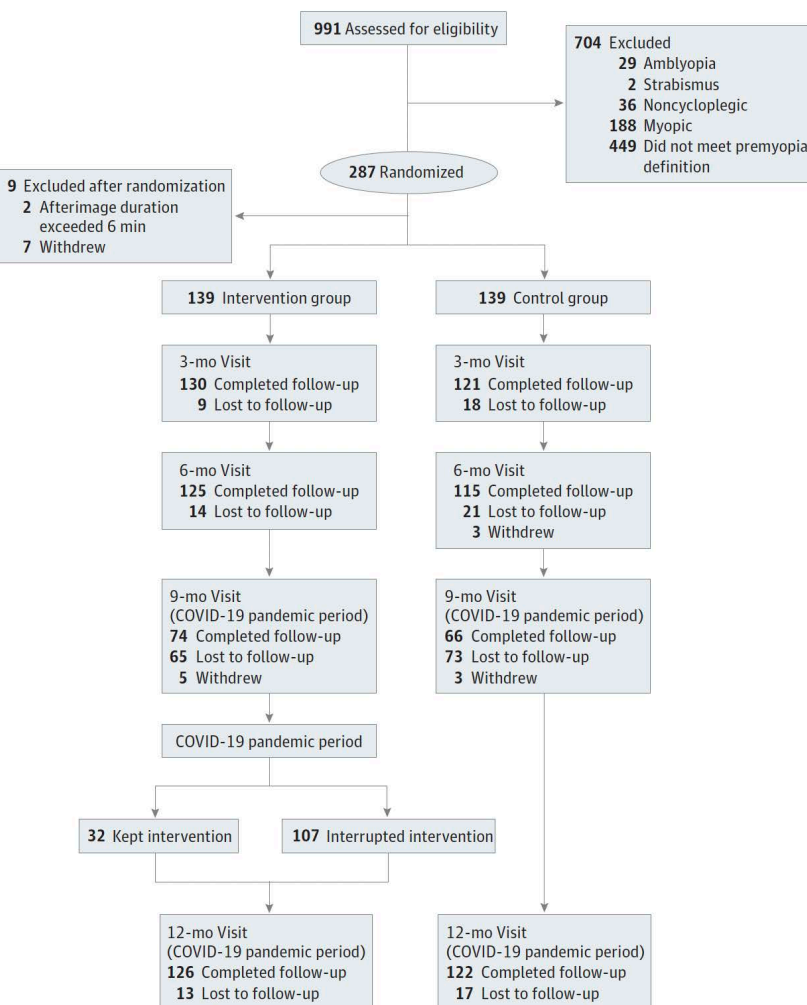 991 Assessed for eligibility
704 Excluded
29 Amblyopia
2 Strabismus
36 Noncycloplegic
188 Myopic
449 Did not meet premyopia
definition
287 Randomized
9 Excluded after randomization
2 Afterimage duration
exceeded 6 min
7 Withdrew
139 Intervention group
139 Control group
3-mo Visit
130 Completed follow-up
9 Lost to follow-up
3-mo Visit
121 Completed follow-up
18 Lost to follow-up
6-mo Visit
125 Completed follow-up
14 Lost to follow-up
6-mo Visit
115 Completed follow-up
21 Lost to follow-up
3 Withdrew
9-mo Visit
(COVID-19 pandemic period)
74 Completed follow-up
65 Lost to follow-up
5 Withdrew
9-mo Visit
(COVID-19 pandemic period)
66 Completed follow-up
73 Lost to follow-up
3 Withdrew
COVID-19 pandemic period
32 Kept intervention
107 Interrupted intervention
12-mo Visit
(COVID-19 pandemic period)
126 Completed follow-up
13 Lost to follow-up
12-mo Visit
(COVID-19 pandemic period)
122 Completed follow-up
17 Lost to follow-up